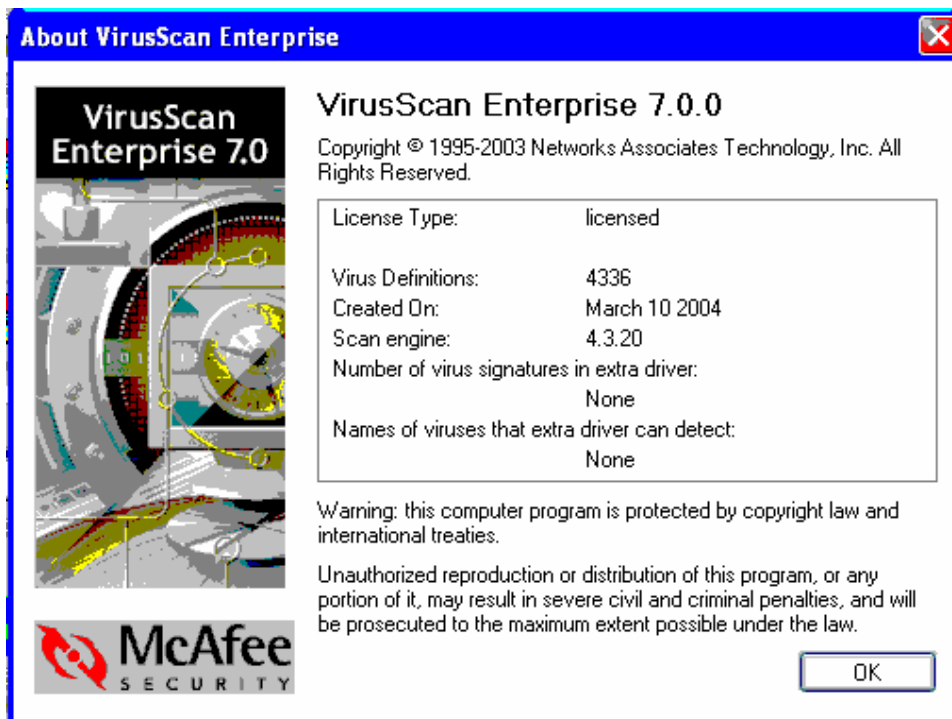 About VirusScan Enterprise
VirusScan
Enterprise 7.0
VirusScan Enterprise 7.0.0
Copyright © 1995-2003 Networks Associates Technology, Inc. All
Rights Reserved.
License Type: licensed
Virus Definitions: 4336
Created On: March 10 2004
Scan engine: 4.3.20
Number of virus signatures in extra driver:
None
Names of viruses that extra driver can detect:
None
Warning: this computer program is protected by copyright law and
international treaties.
Unauthorized reproduction or distribution of this program, or any
portion of it, may result in severe civil and criminal penalties, and will
be prosecuted to the maximum extent possible under the law.
McAfee
SECURITY
OK